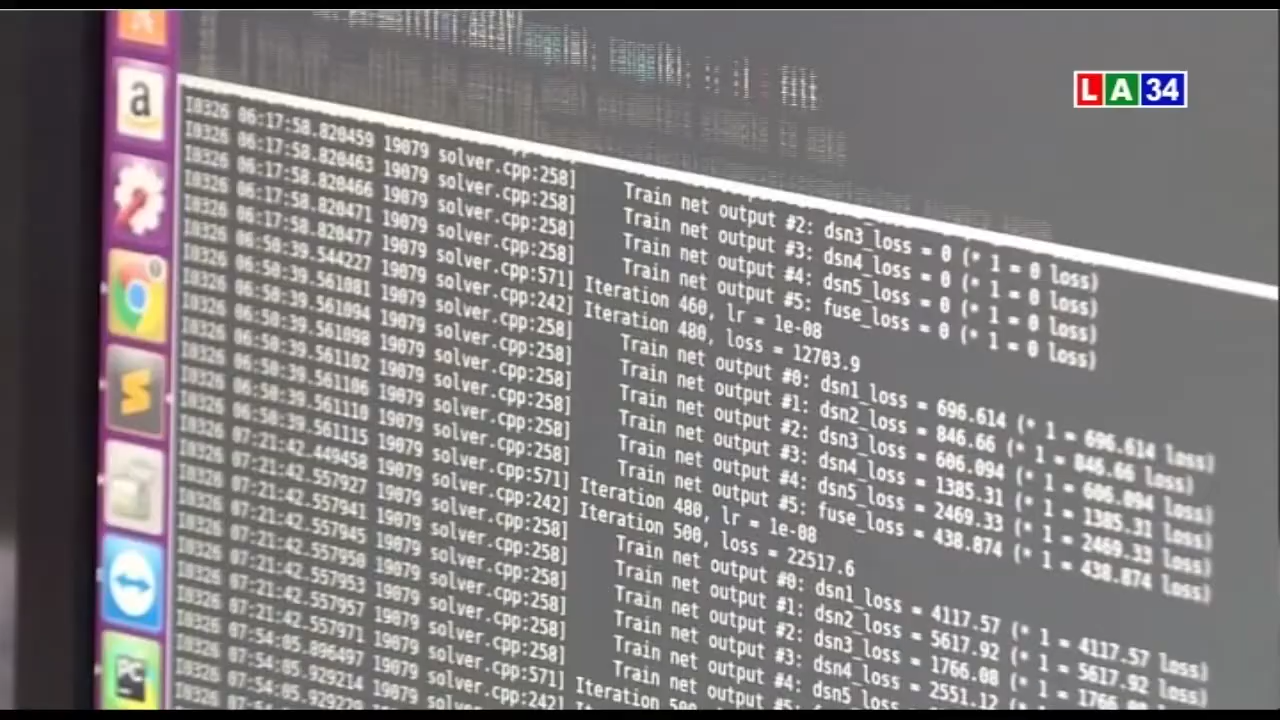 LA34
I0326 06:17:58.820459 19079 solver.cpp:258] Train net output #2: dsn3_loss = 0 (* 1 = 0 loss)
I0326 06:17:58.820463 19079 solver.cpp:258] Train net output #3: dsn4_loss = 0 (* 1 = 0 loss)
I0326 06:17:58.820466 19079 solver.cpp:258] Train net output #4: dsn5_loss = 0 (* 1 = 0 loss)
I0326 06:17:58.820471 19079 solver.cpp:258] Train net output #5: fuse_loss = 0 (* 1 = 0 loss)
I0326 06:17:58.820477 19079 solver.cpp:571] Iteration 460, lr = 1e-08
I0326 06:50:39.544227 19079 solver.cpp:242] Iteration 480, loss = 12703.9
I0326 06:50:39.561081 19079 solver.cpp:258] Train net output #0: dsn1_loss = 696.614 (* 1 = 696.614 loss)
I0326 06:50:39.561094 19079 solver.cpp:258] Train net output #1: dsn2_loss = 846.66 (* 1 = 846.66 loss)
I0326 06:50:39.561098 19079 solver.cpp:258] Train net output #2: dsn3_loss = 606.094 (* 1 = 606.094 loss)
I0326 06:50:39.561102 19079 solver.cpp:258] Train net output #3: dsn4_loss = 1385.31 (* 1 = 1385.31 loss)
I0326 06:50:39.561106 19079 solver.cpp:258] Train net output #4: dsn5_loss = 2469.33 (* 1 = 2469.33 loss)
I0326 06:50:39.561110 19079 solver.cpp:258] Train net output #5: fuse_loss = 438.874 (* 1 = 438.874 loss)
I0326 06:50:39.561115 19079 solver.cpp:571] Iteration 480, lr = 1e-08
I0326 07:21:42.449458 19079 solver.cpp:242] Iteration 500, loss = 22517.6
I0326 07:21:42.557927 19079 solver.cpp:258] Train net output #0: dsn1_loss = 4117.57 (* 1 = 4117.57 loss)
I0326 07:21:42.557941 19079 solver.cpp:258] Train net output #1: dsn2_loss = 5617.92 (* 1 = 5617.92 loss)
I0326 07:21:42.557945 19079 solver.cpp:258] Train net output #2: dsn3_loss = 1766.08 (* 1 = 1766
I0326 07:21:42.557950 19079 solver.cpp:258] Train net output #3: dsn4_loss = 2551.12
I0326 07:21:42.557953 19079 solver.cpp:258] Train net output #4: dsn5
I0326 07:21:42.557957 19079 solver.cpp:258] Train net output #5:
I0326 07:21:42.557971 19079 solver.cpp:571] Iteration
I0326 07:54:05.896497 19079 solver.cpp:242]
I0326 07:54:05.929214